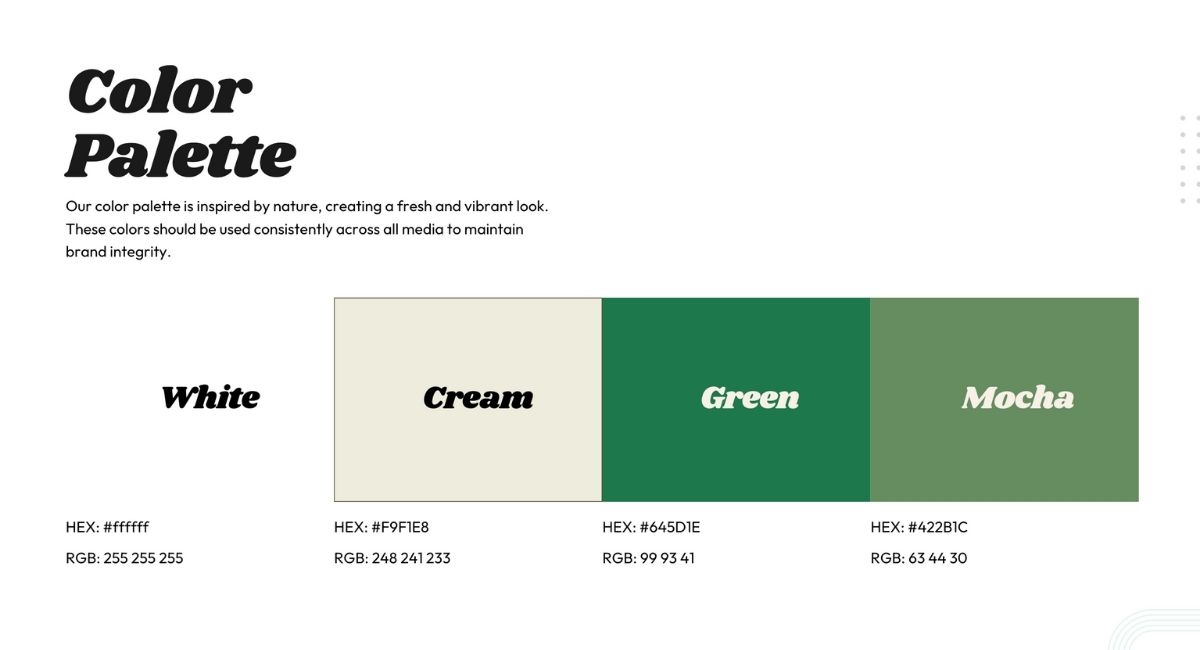 Color
Palette
Our color palette is inspired by nature, creating a fresh and vibrant look.
These colors should be used consistently across all media to maintain
brand integrity.
White
Cream
Green
Mocha
HEX: #ffffff
HEX: #F9F1E8
HEX: #645D1E
HEX: #422B1C
RGB: 255 255 255
RGB: 248 241 233
RGB: 99 93 41
RGB: 63 44 30